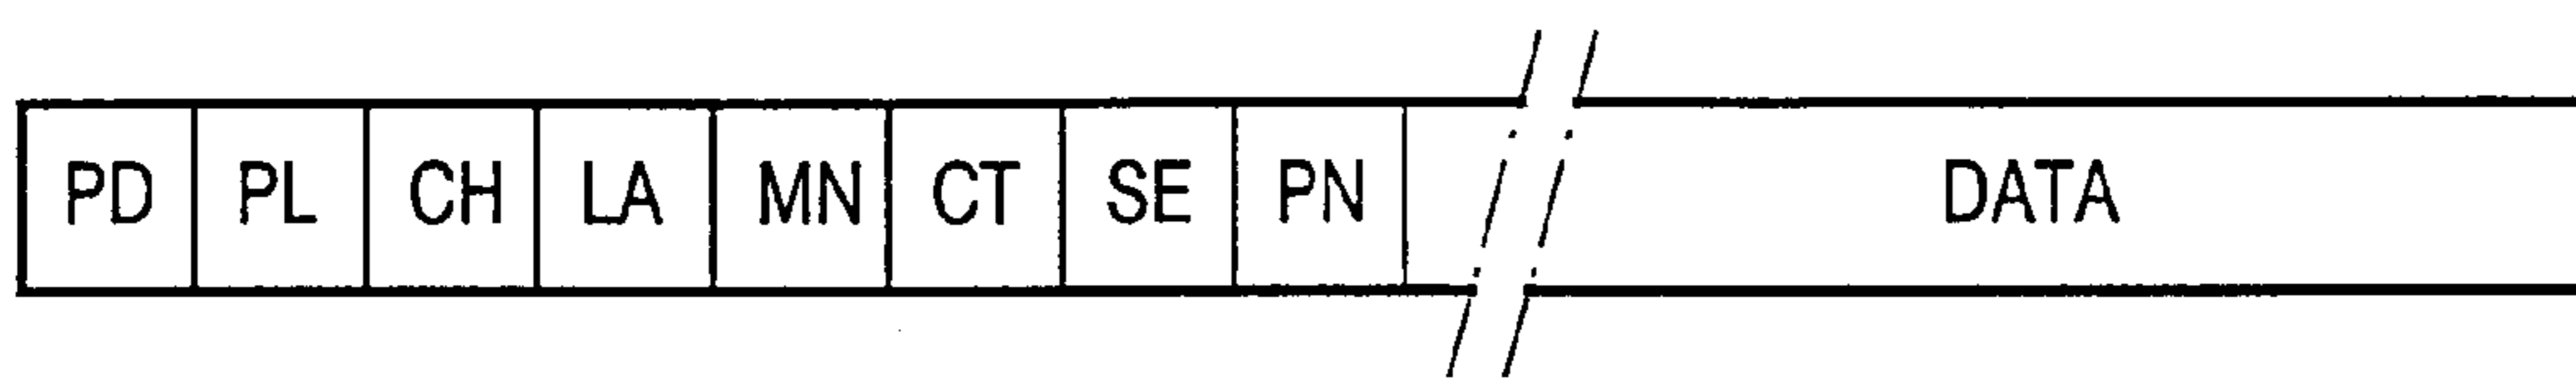 PD PL CH LA MN CT SE PN DATA